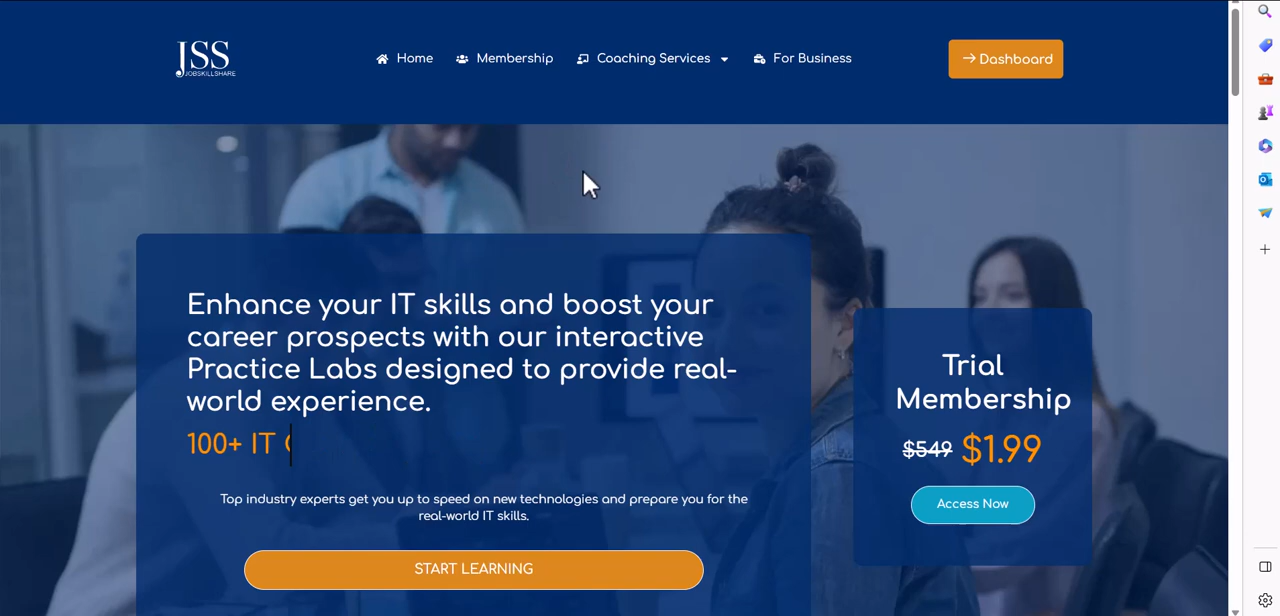 JSS
JOBSKILLSHARE
Home
Membership
Coaching Services
For Business
Dashboard
Enhance your IT skills and boost your
career prospects with our interactive
Practice Labs designed to provide real-
world experience.
100+ IT
Trial
Membership
$549 $1.99
Access Now
Top industry experts get you up to speed on new technologies and prepare you for the
real-world IT skills.
START LEARNING